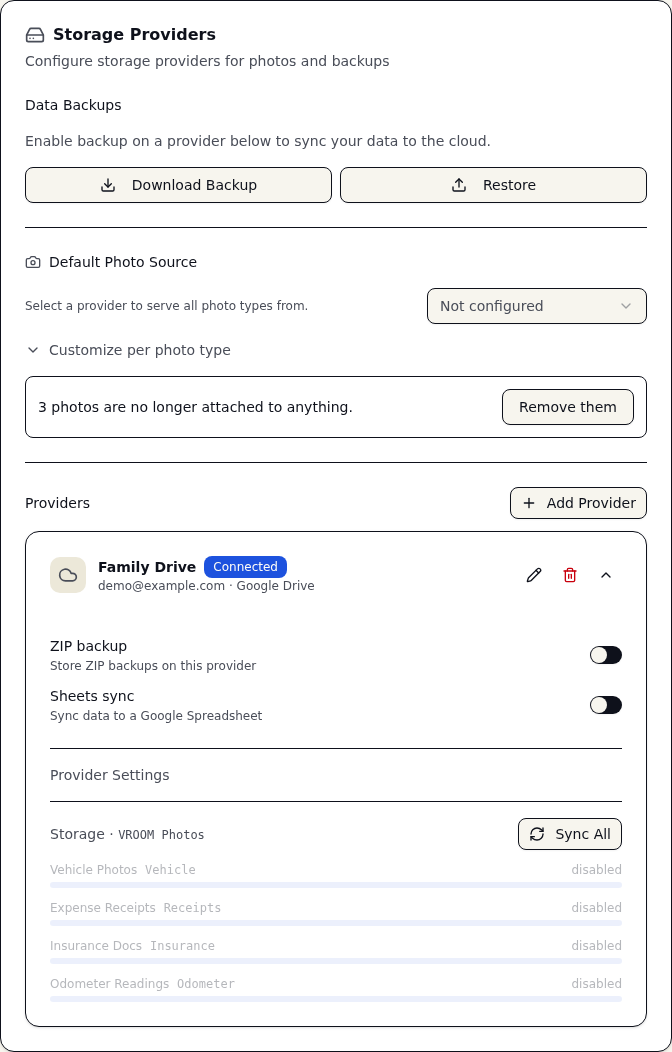 Storage Providers
Configure storage providers for photos and backups
Data Backups
Enable backup on a provider below to sync your data to the cloud.
Download Backup
Restore
Default Photo Source
Select a provider to serve all photo types from.
Not configured
Customize per photo type
3 photos are no longer attached to anything.
Remove them
Providers
Add Provider
Family Drive Connected
demo@example.com · Google Drive
ZIP backup
Store ZIP backups on this provider
Sheets sync
Sync data to a Google Spreadsheet
Provider Settings
Storage · VROOM Photos
Sync All
Vehicle Photos Vehicle disabled
Expense Receipts Receipts disabled
Insurance Docs Insurance disabled
Odometer Readings Odometer disabled